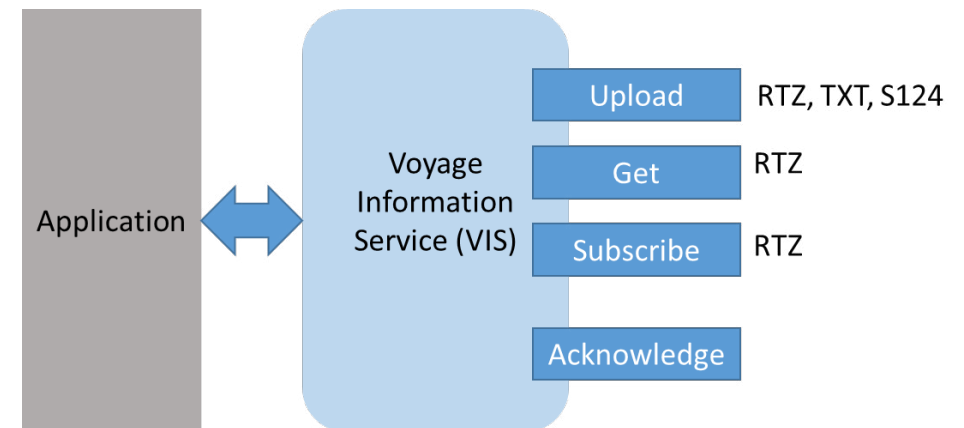 Application
Voyage
Information
Service (VIS)
Upload
RTZ, TXT, S124
Get
RTZ
Subscribe
RTZ
Acknowledge